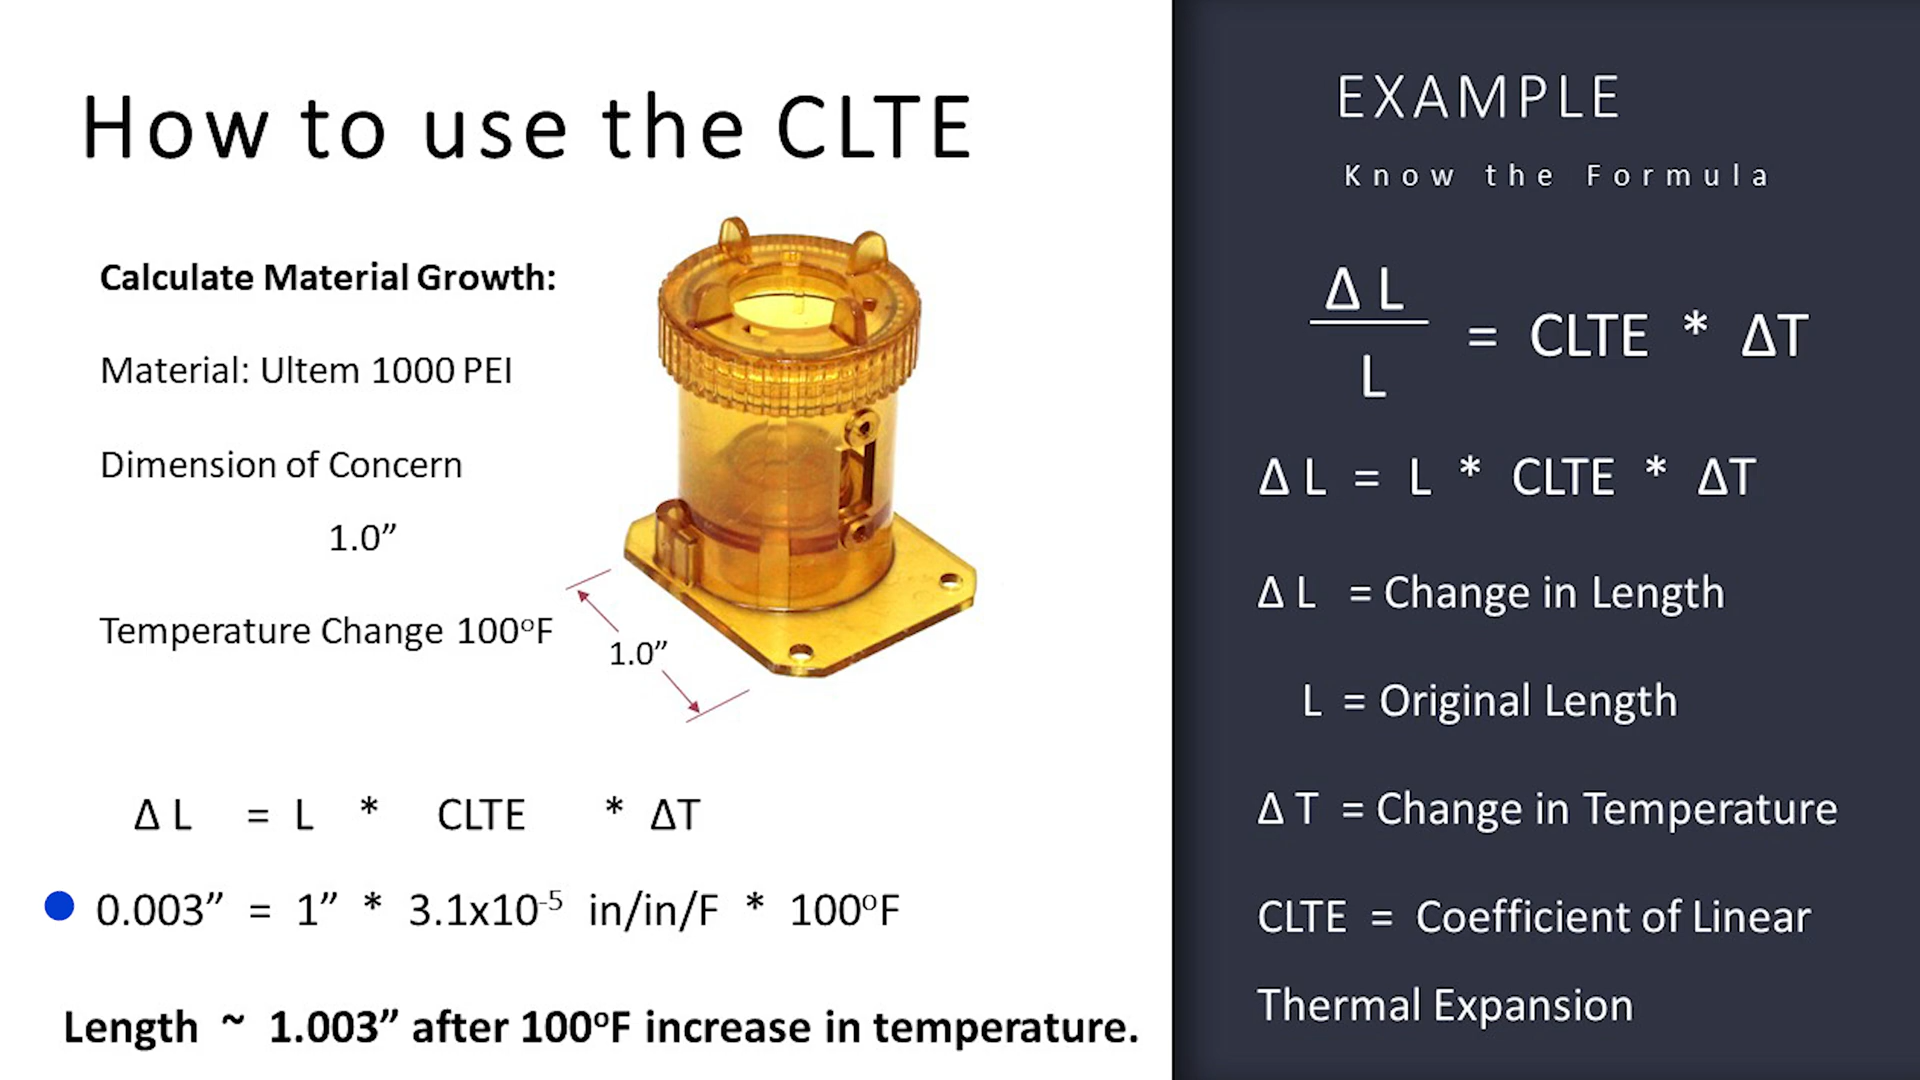 How to use the CLTE
Calculate Material Growth:
Material: Ultem 1000 PEI
Dimension of Concern
1.0”
Temperature Change 100ºF
1.0”
Δ L = L * CLTE * ΔT
0.003” = 1” * 3.1x10⁻⁵ in/in/F * 100ºF
Length ~ 1.003” after 100ºF increase in temperature.
EXAMPLE
Know the Formula
Δ L
= CLTE * ΔT
L
Δ L = L * CLTE * ΔT
Δ L = Change in Length
L = Original Length
Δ T = Change in Temperature
CLTE = Coefficient of Linear
Thermal Expansion